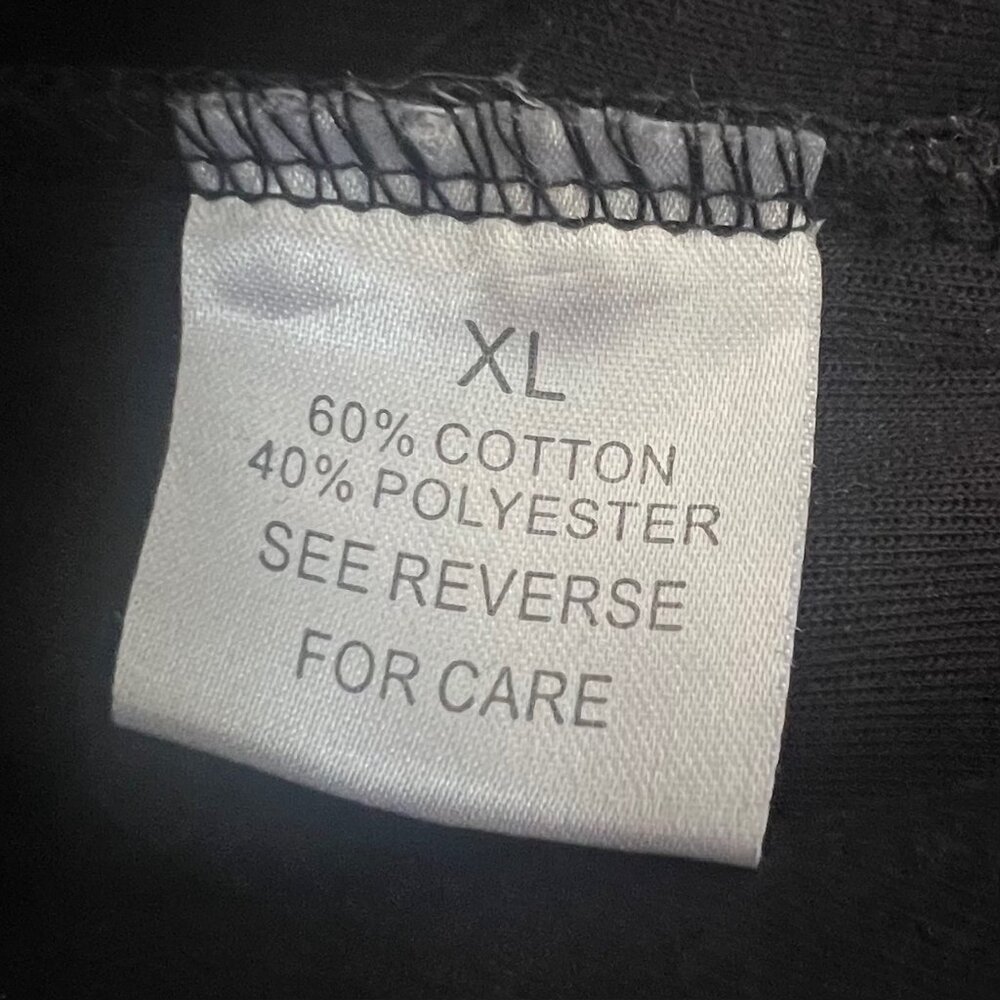 XL
60% COTTON
40% POLYESTER
SEE REVERSE
FOR CARE